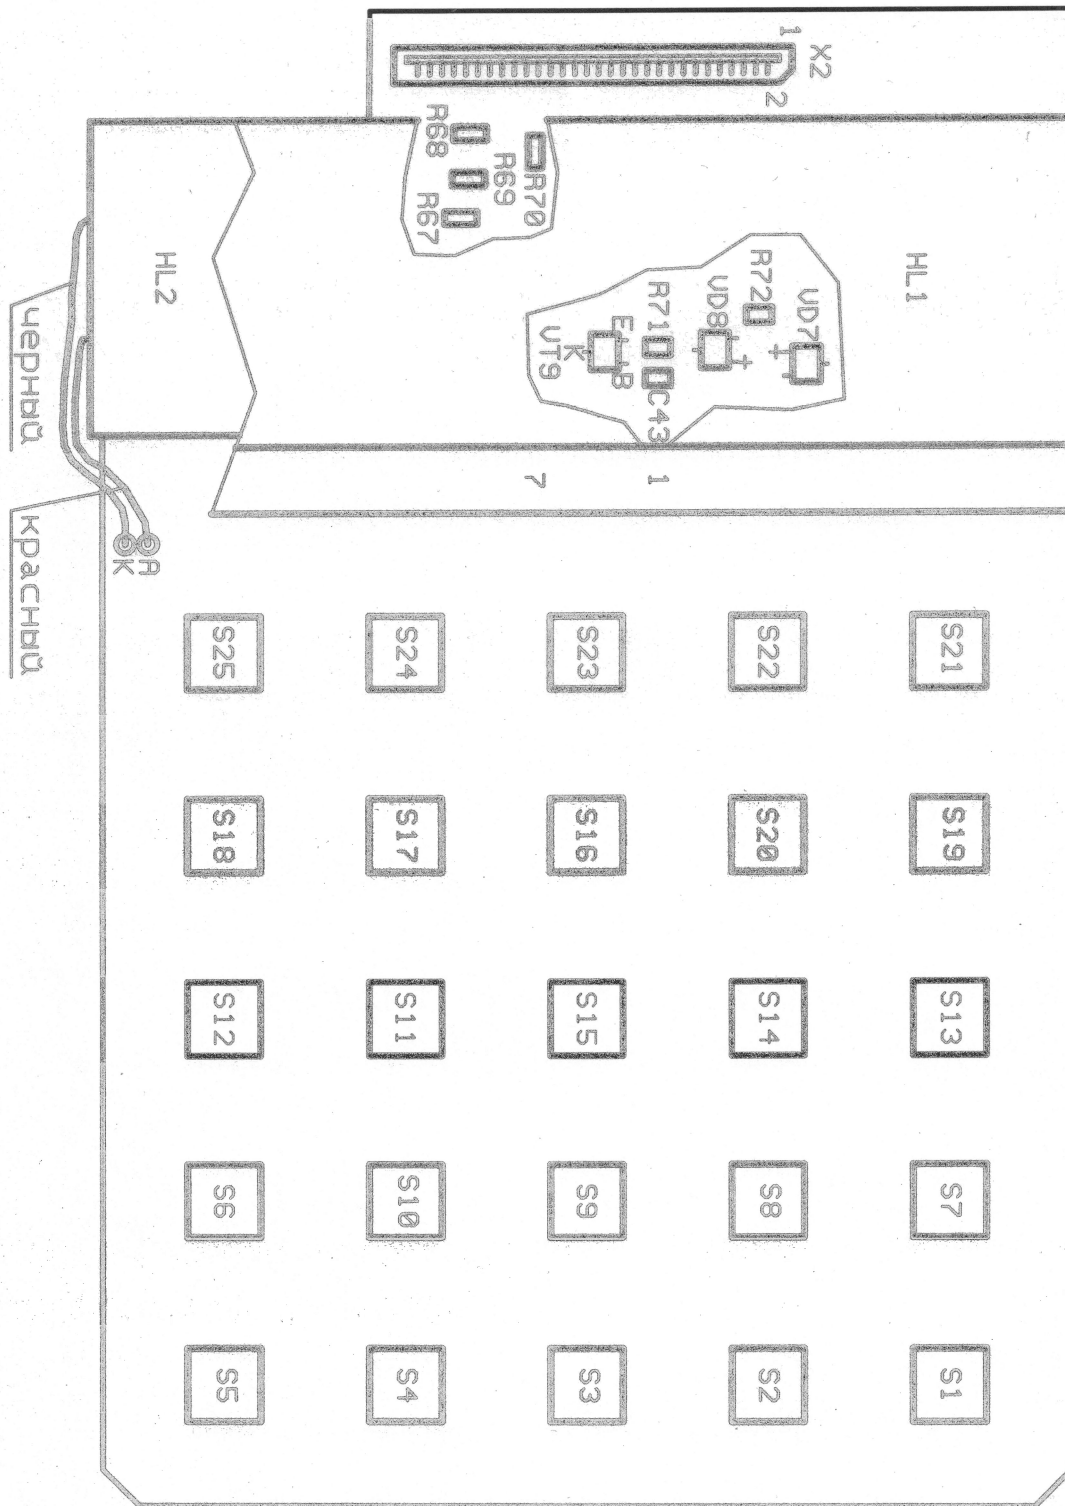 X2
1
2
R68
R69
R70
R67
HL2
HL1
VD7
R72
VD8
R71
C43
E
K
B
VT9
+
+
1
7
черный
красный
A
K
S25
S24
S23
S22
S21
S18
S17
S16
S20
S19
S12
S11
S15
S14
S13
S6
S10
S9
S8
S7
S5
S4
S3
S2
S1